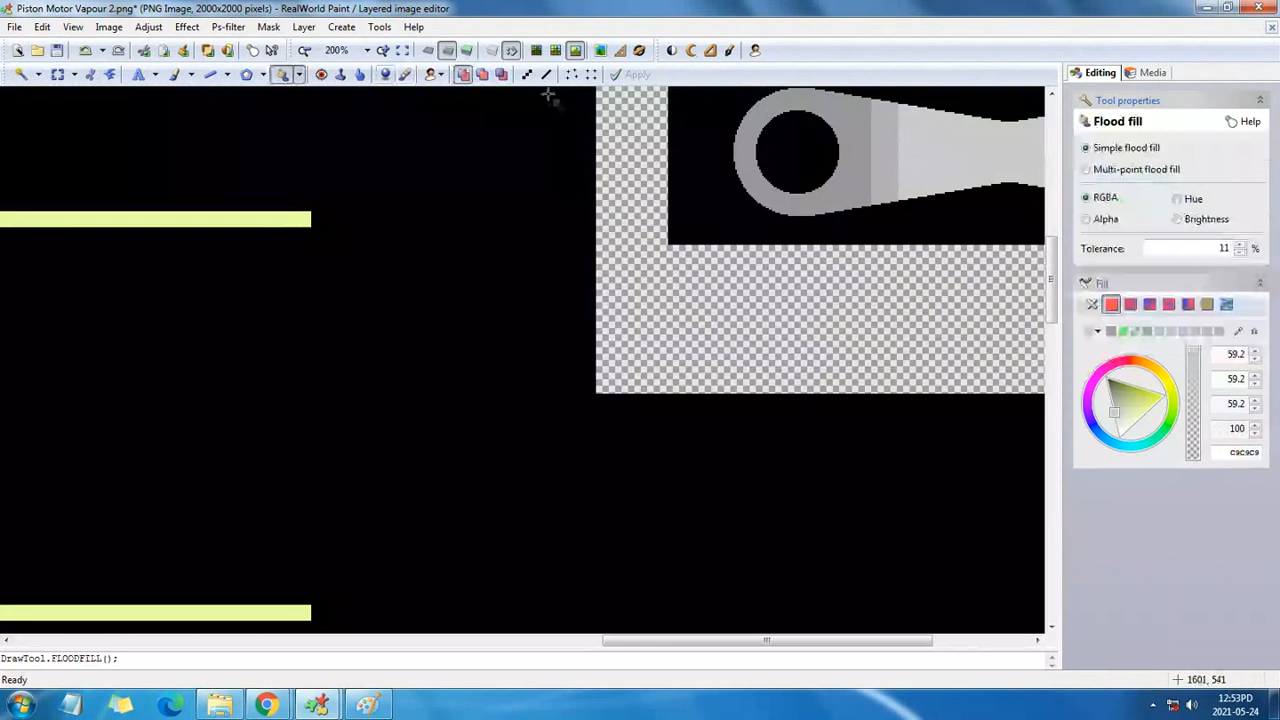 Piston Motor Vapour 2.png* (PNG Image, 2000x2000 pixels) - RealWorld Paint / Layered image editor
File Edit View Image Adjust Effect Ps-filter Mask Layer Create Tools Help
200%
Apply
Editing Media
Tool properties
Flood fill Help
Simple flood fill
Multi-point flood fill
RGBA Hue
Alpha Brightness
Tolerance: 11 %
Fill
59.2
59.2
59.2
100
C9C9C9
DrawTool.FLOODFILL();
Ready 1601, 541
12:53PD
2021-05-24